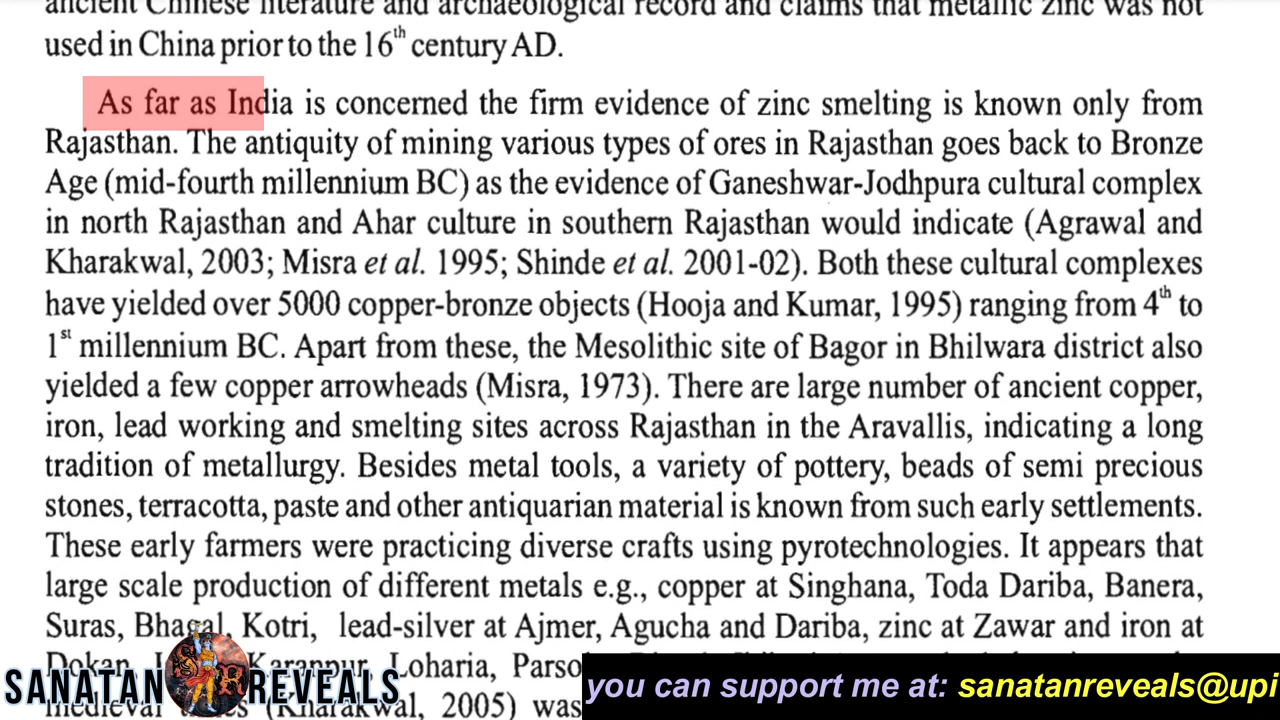 ancient Chinese literature and archaeological record and claims that metallic zinc was not
used in China prior to the 16th century AD.
As far as India is concerned the firm evidence of zinc smelting is known only from
Rajasthan. The antiquity of mining various types of ores in Rajasthan goes back to Bronze
Age (mid-fourth millennium BC) as the evidence of Ganeshwar-Jodhpura cultural complex
in north Rajasthan and Ahar culture in southern Rajasthan would indicate (Agrawal and
Kharakwal, 2003; Misra et al. 1995; Shinde et al. 2001-02). Both these cultural complexes
have yielded over 5000 copper-bronze objects (Hooja and Kumar, 1995) ranging from 4th to
1st millennium BC. Apart from these, the Mesolithic site of Bagor in Bhilwara district also
yielded a few copper arrowheads (Misra, 1973). There are large number of ancient copper,
iron, lead working and smelting sites across Rajasthan in the Aravallis, indicating a long
tradition of metallurgy. Besides metal tools, a variety of pottery, beads of semi precious
stones, terracotta, paste and other antiquarian material is known from such early settlements.
These early farmers were practicing diverse crafts using pyrotechnologies. It appears that
large scale production of different metals e.g., copper at Singhana, Toda Dariba, Banera,
Suras, Bhagal, Kotri, lead-silver at Ajmer, Agucha and Dariba, zinc at Zawar and iron at
Dokan, Karanpur, Loharia,
medieval (Kharakwal, 2005) was
SANATAN REVEALS
you can support me at: sanatanreveals@upi